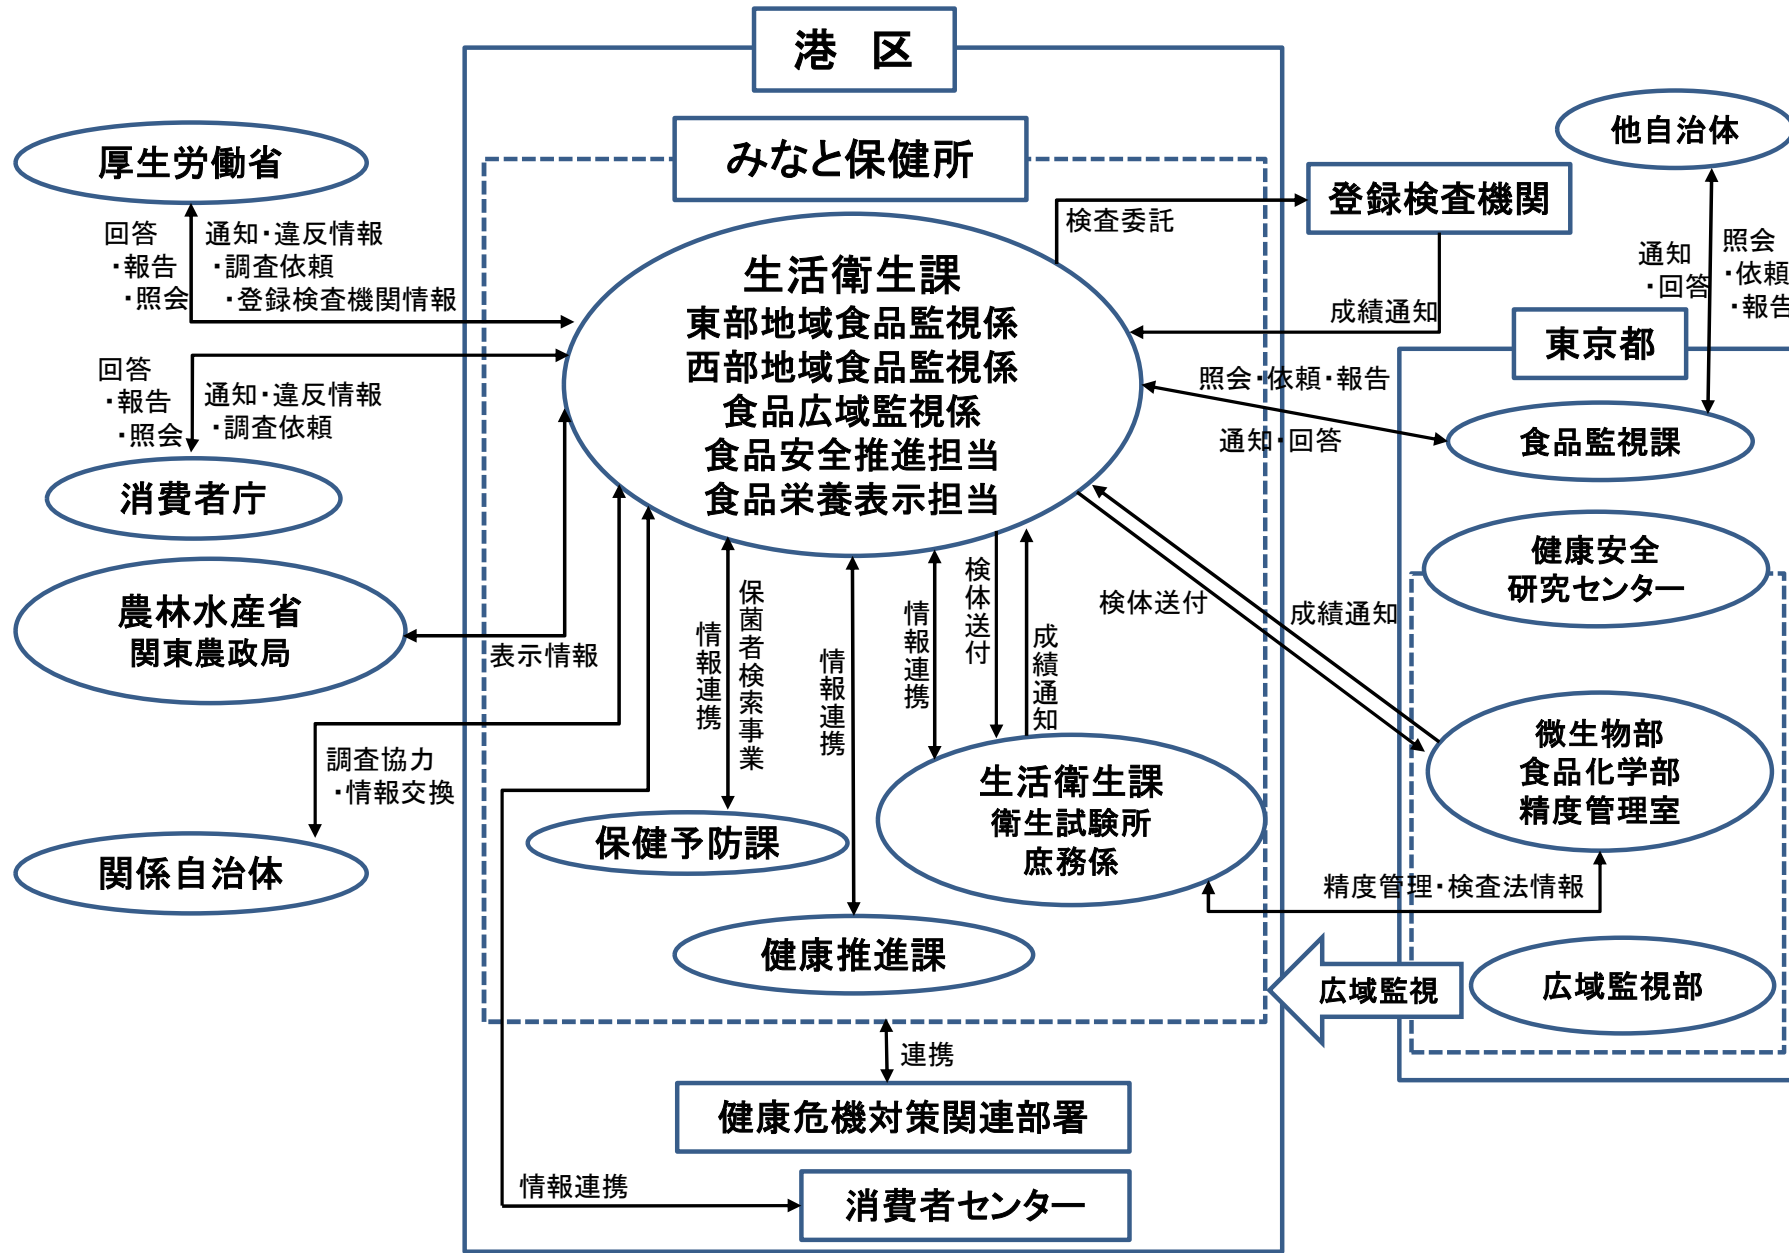 港 区
みなと保健所
厚生労働省
回答
・報告
・照会
通知・違反情報
・調査依頼
・登録検査機関情報
回答
・報告
・照会
通知・違反情報
・調査依頼
消費者庁
農林水産省
関東農政局
表示情報
調査協力
・情報交換
関係自治体
生活衛生課
東部地域食品監視係
西部地域食品監視係
食品広域監視係
食品安全推進担当
食品栄養表示担当
検査委託
登録検査機関
成績通知
他自治体
通知
・回答
照会
・依頼
・報告
東京都
照会・依頼・報告
通知・回答
食品監視課
健康安全
研究センター
検体送付
成績通知
微生物部
食品化学部
精度管理室
精度管理・検査法情報
広域監視
広域監視部
情報連携
保菌者検索事業
情報連携
情報連携
検体送付
成績通知
保健予防課
生活衛生課
衛生試験所
庶務係
健康推進課
連携
健康危機対策関連部署
情報連携
消費者センター